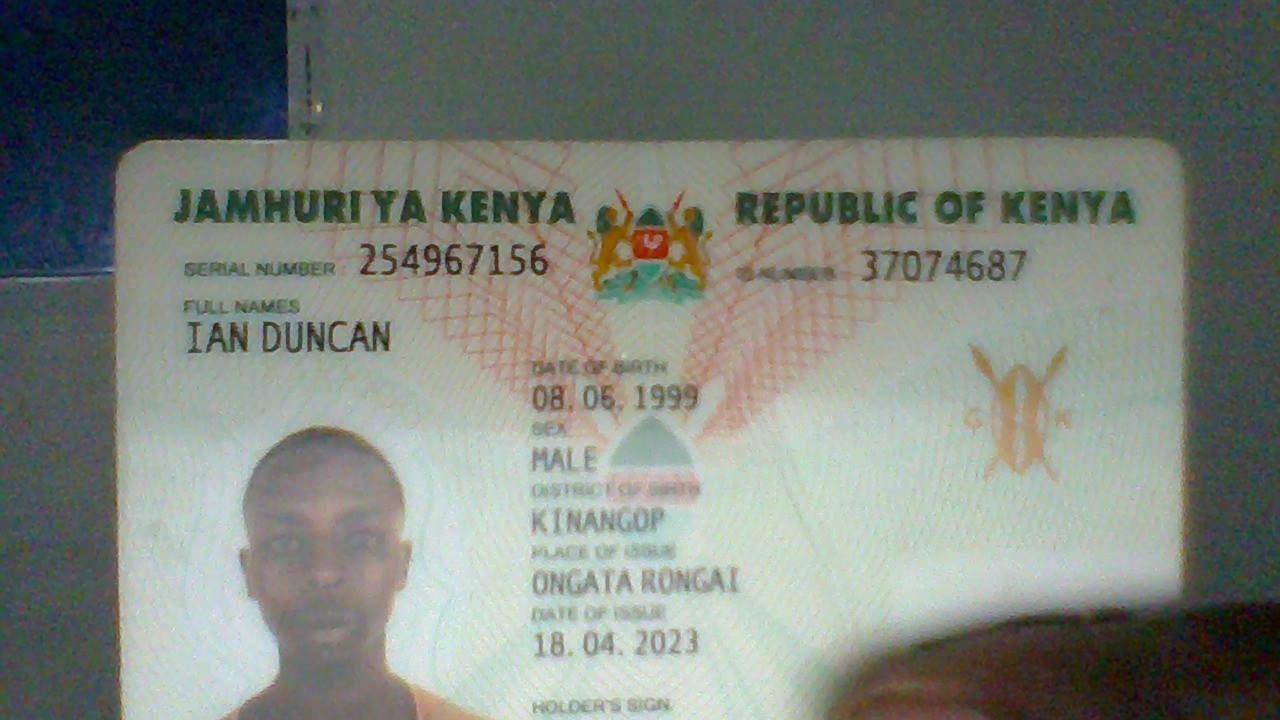 JAMHURI YA KENYA REPUBLIC OF KENYA
SERIAL NUMBER: 254967156 ID NUMBER: 37074687
FULL NAMES
IAN DUNCAN
DATE OF BIRTH
08. 06. 1999
SEX
MALE
DISTRICT OF BIRTH
KINANGOP
PLACE OF ISSUE
ONGATA RONGAI
DATE OF ISSUE
18. 04. 2023
HOLDER'S SIGN.
G K